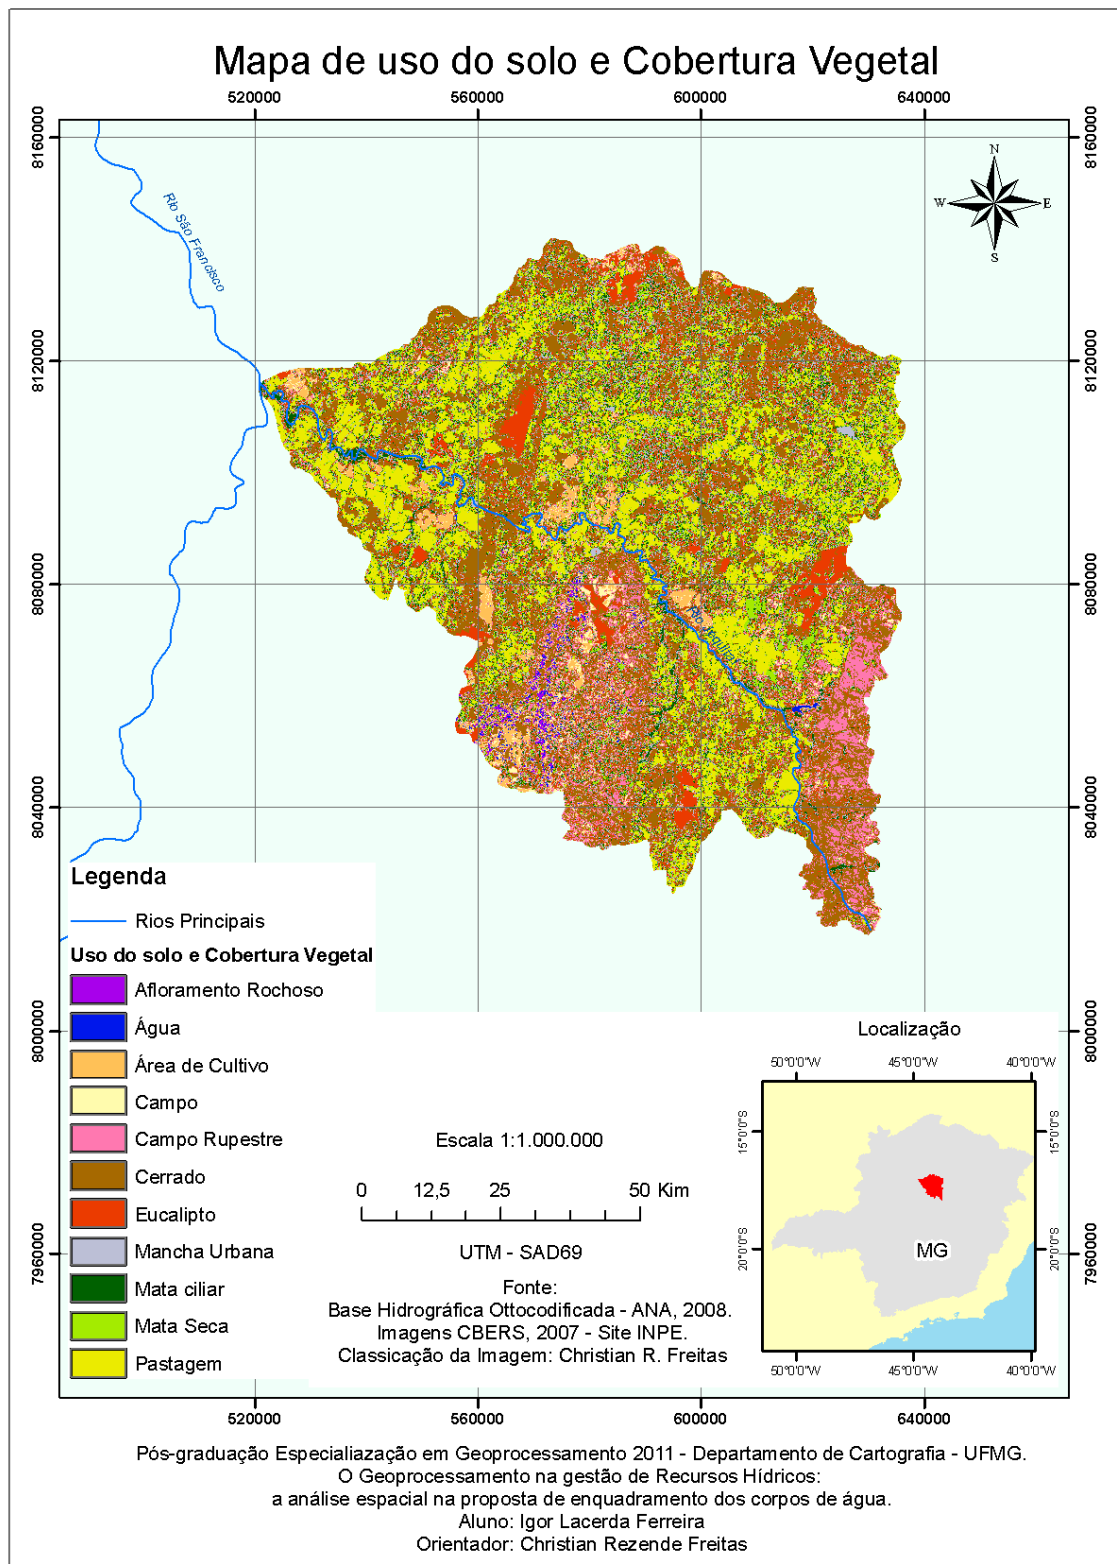 Mapa de uso do solo e Cobertura Vegetal
520000 560000 600000 640000
8160000 8160000
N
W E
S
Rio São Francisco
8120000 8120000
8080000 8080000
Rio Jequitaí
8040000 8040000
Legenda
Rios Principais
Uso do solo e Cobertura Vegetal
Afloramento Rochoso
Água
Área de Cultivo
Campo
Campo Rupestre
Cerrado
Eucalipto
Mancha Urbana
Mata ciliar
Mata Seca
Pastagem
8000000 8000000
7960000 7960000
Escala 1:1.000.000
0 12,5 25 50 Kim
UTM - SAD69
Fonte:
Base Hidrográfica Ottocodificada - ANA, 2008.
Imagens CBERS, 2007 - Site INPE.
Classicação da Imagem: Christian R. Freitas
Localização
50°0'0"W 45°0'0"W 40°0'0"W
15°0'0"S 15°0'0"S
20°0'0"S 20°0'0"S
MG
50°0'0"W 45°0'0"W 40°0'0"W
520000 560000 600000 640000
Pós-graduação Especialiazação em Geoprocessamento 2011 - Departamento de Cartografia - UFMG.
O Geoprocessamento na gestão de Recursos Hídricos:
a análise espacial na proposta de enquadramento dos corpos de água.
Aluno: Igor Lacerda Ferreira
Orientador: Christian Rezende Freitas